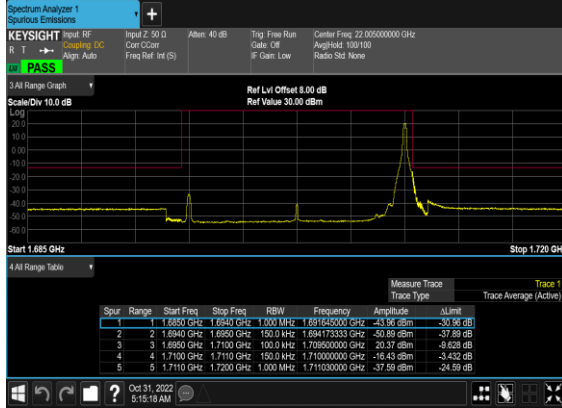 Spectrum Analyzer 1
Spurious Emissions
+
KEYSIGHT Input: RF Input Z: 50 Ω Atten: 40 dB Trig: Free Run Center Freq: 22.005000000 GHz
R T Coupling: DC Corr CCorr Gate: Off Avg|Hold: 100/100
Align: Auto Freq Ref: Int (S) IF Gain: Low Radio Std: None
LXI PASS
3 All Range Graph
Ref Lvl Offset 8.00 dB
Scale/Div 10.0 dB Ref Value 30.00 dBm
Log
20.0
10.0
0.00
-10.0
-20.0
-30.0
-40.0
-50.0
-60.0
Start 1.685 GHz Stop 1.720 GH
4 All Range Table
Measure Trace Trace 1
Trace Type Trace Average (Active)
Spur Range Start Freq Stop Freq RBW Frequency Amplitude ΔLimit
1 1 1.6850 GHz 1.6940 GHz 1.000 MHz 1.691645000 GHz -43.96 dBm -30.96 dB
2 2 1.6940 GHz 1.6950 GHz 150.0 kHz 1.694173333 GHz -50.89 dBm -37.89 dB
3 3 1.6950 GHz 1.7100 GHz 100.0 kHz 1.709500000 GHz 20.37 dBm -9.628 dB
4 4 1.7100 GHz 1.7110 GHz 150.0 kHz 1.710000000 GHz -16.43 dBm -3.432 dB
5 5 1.7110 GHz 1.7200 GHz 1.000 MHz 1.711030000 GHz -37.59 dBm -24.59 dB
? Oct 31, 2022
5:15:18 AM